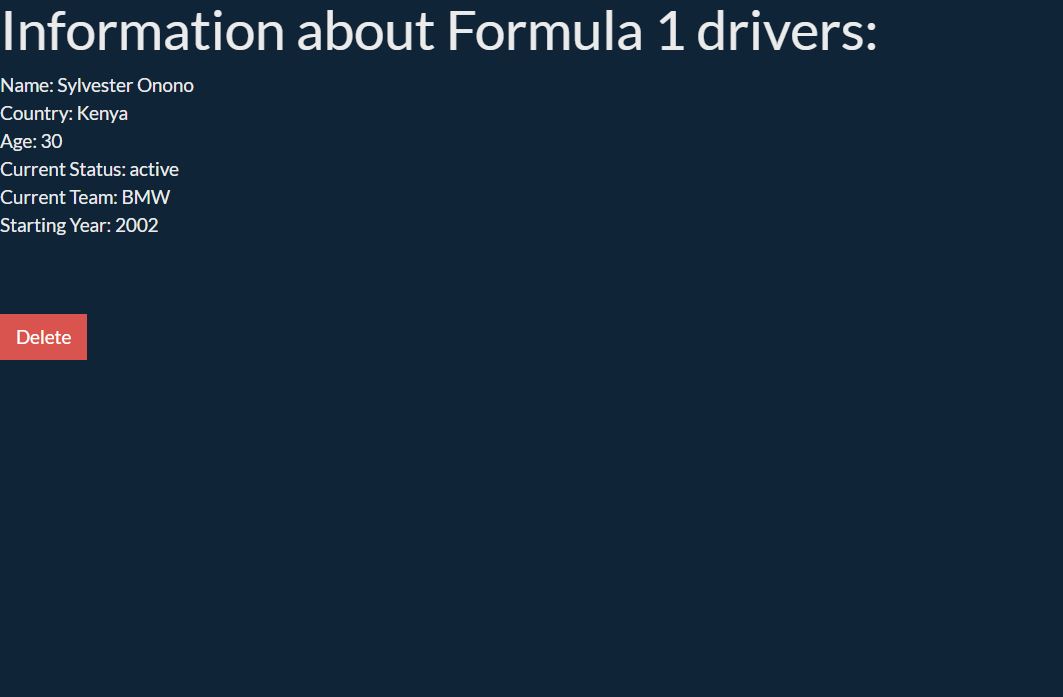 Information about Formula 1 drivers:
Name: Sylvester Onono
Country: Kenya
Age: 30
Current Status: active
Current Team: BMW
Starting Year: 2002
Delete